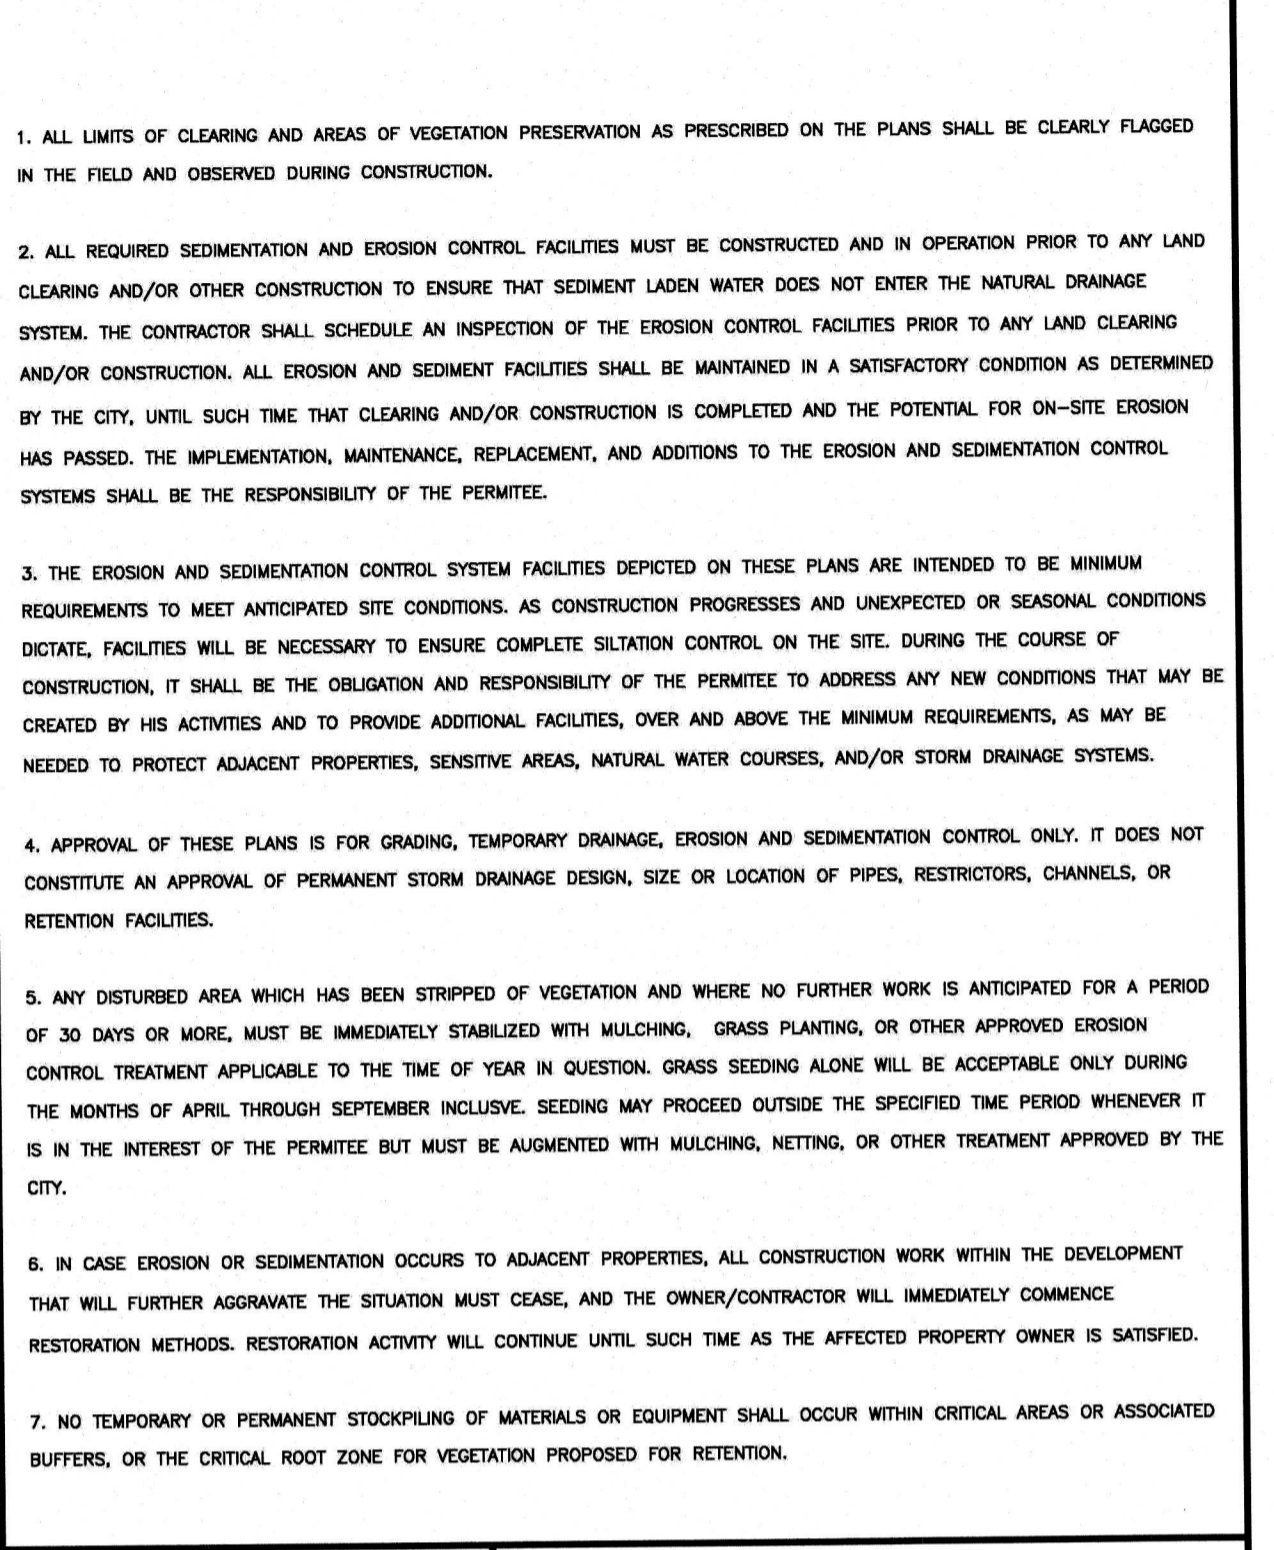 1. ALL LIMITS OF CLEARING AND AREAS OF VEGETATION PRESERVATION AS PRESCRIBED ON THE PLANS SHALL BE CLEARLY FLAGGED
IN THE FIELD AND OBSERVED DURING CONSTRUCTION.
2. ALL REQUIRED SEDIMENTATION AND EROSION CONTROL FACILITIES MUST BE CONSTRUCTED AND IN OPERATION PRIOR TO ANY LAND
CLEARING AND/OR OTHER CONSTRUCTION TO ENSURE THAT SEDIMENT LADEN WATER DOES NOT ENTER THE NATURAL DRAINAGE
SYSTEM. THE CONTRACTOR SHALL SCHEDULE AN INSPECTION OF THE EROSION CONTROL FACILITIES PRIOR TO ANY LAND CLEARING
AND/OR CONSTRUCTION. ALL EROSION AND SEDIMENT FACILITIES SHALL BE MAINTAINED IN A SATISFACTORY CONDITION AS DETERMINED
BY THE CITY, UNTIL SUCH TIME THAT CLEARING AND/OR CONSTRUCTION IS COMPLETED AND THE POTENTIAL FOR ON-SITE EROSION
HAS PASSED. THE IMPLEMENTATION, MAINTENANCE, REPLACEMENT, AND ADDITIONS TO THE EROSION AND SEDIMENTATION CONTROL
SYSTEMS SHALL BE THE RESPONSIBILITY OF THE PERMITEE.
3. THE EROSION AND SEDIMENTATION CONTROL SYSTEM FACILITIES DEPICTED ON THESE PLANS ARE INTENDED TO BE MINIMUM
REQUIREMENTS TO MEET ANTICIPATED SITE CONDITIONS. AS CONSTRUCTION PROGRESSES AND UNEXPECTED OR SEASONAL CONDITIONS
DICTATE, FACILITIES WILL BE NECESSARY TO ENSURE COMPLETE SILTATION CONTROL ON THE SITE. DURING THE COURSE OF
CONSTRUCTION, IT SHALL BE THE OBLIGATION AND RESPONSIBILITY OF THE PERMITEE TO ADDRESS ANY NEW CONDITIONS THAT MAY BE
CREATED BY HIS ACTIVITIES AND TO PROVIDE ADDITIONAL FACILITIES, OVER AND ABOVE THE MINIMUM REQUIREMENTS, AS MAY BE
NEEDED TO PROTECT ADJACENT PROPERTIES, SENSITIVE AREAS, NATURAL WATER COURSES, AND/OR STORM DRAINAGE SYSTEMS.
4. APPROVAL OF THESE PLANS IS FOR GRADING, TEMPORARY DRAINAGE, EROSION AND SEDIMENTATION CONTROL ONLY. IT DOES NOT
CONSTITUTE AN APPROVAL OF PERMANENT STORM DRAINAGE DESIGN, SIZE OR LOCATION OF PIPES, RESTRICTORS, CHANNELS, OR
RETENTION FACILITIES.
5. ANY DISTURBED AREA WHICH HAS BEEN STRIPPED OF VEGETATION AND WHERE NO FURTHER WORK IS ANTICIPATED FOR A PERIOD
OF 30 DAYS OR MORE, MUST BE IMMEDIATELY STABILIZED WITH MULCHING, GRASS PLANTING, OR OTHER APPROVED EROSION
CONTROL TREATMENT APPLICABLE TO THE TIME OF YEAR IN QUESTION. GRASS SEEDING ALONE WILL BE ACCEPTABLE ONLY DURING
THE MONTHS OF APRIL THROUGH SEPTEMBER INCLUSVE. SEEDING MAY PROCEED OUTSIDE THE SPECIFIED TIME PERIOD WHENEVER IT
IS IN THE INTEREST OF THE PERMITEE BUT MUST BE AUGMENTED WITH MULCHING, NETTING, OR OTHER TREATMENT APPROVED BY THE
CITY.
6. IN CASE EROSION OR SEDIMENTATION OCCURS TO ADJACENT PROPERTIES, ALL CONSTRUCTION WORK WITHIN THE DEVELOPMENT
THAT WILL FURTHER AGGRAVATE THE SITUATION MUST CEASE, AND THE OWNER/CONTRACTOR WILL IMMEDIATELY COMMENCE
RESTORATION METHODS. RESTORATION ACTIVITY WILL CONTINUE UNTIL SUCH TIME AS THE AFFECTED PROPERTY OWNER IS SATISFIED.
7. NO TEMPORARY OR PERMANENT STOCKPILING OF MATERIALS OR EQUIPMENT SHALL OCCUR WITHIN CRITICAL AREAS OR ASSOCIATED
BUFFERS, OR THE CRITICAL ROOT ZONE FOR VEGETATION PROPOSED FOR RETENTION.